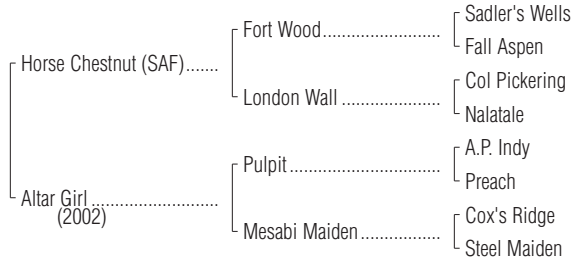 Sadler's Wells
Fort Wood
Fall Aspen
Horse Chestnut (SAF)
Col Pickering
London Wall
Nalatale
A.P. Indy
Pulpit
Preach
Altar Girl
(2002)
Cox's Ridge
Mesabi Maiden
Steel Maiden